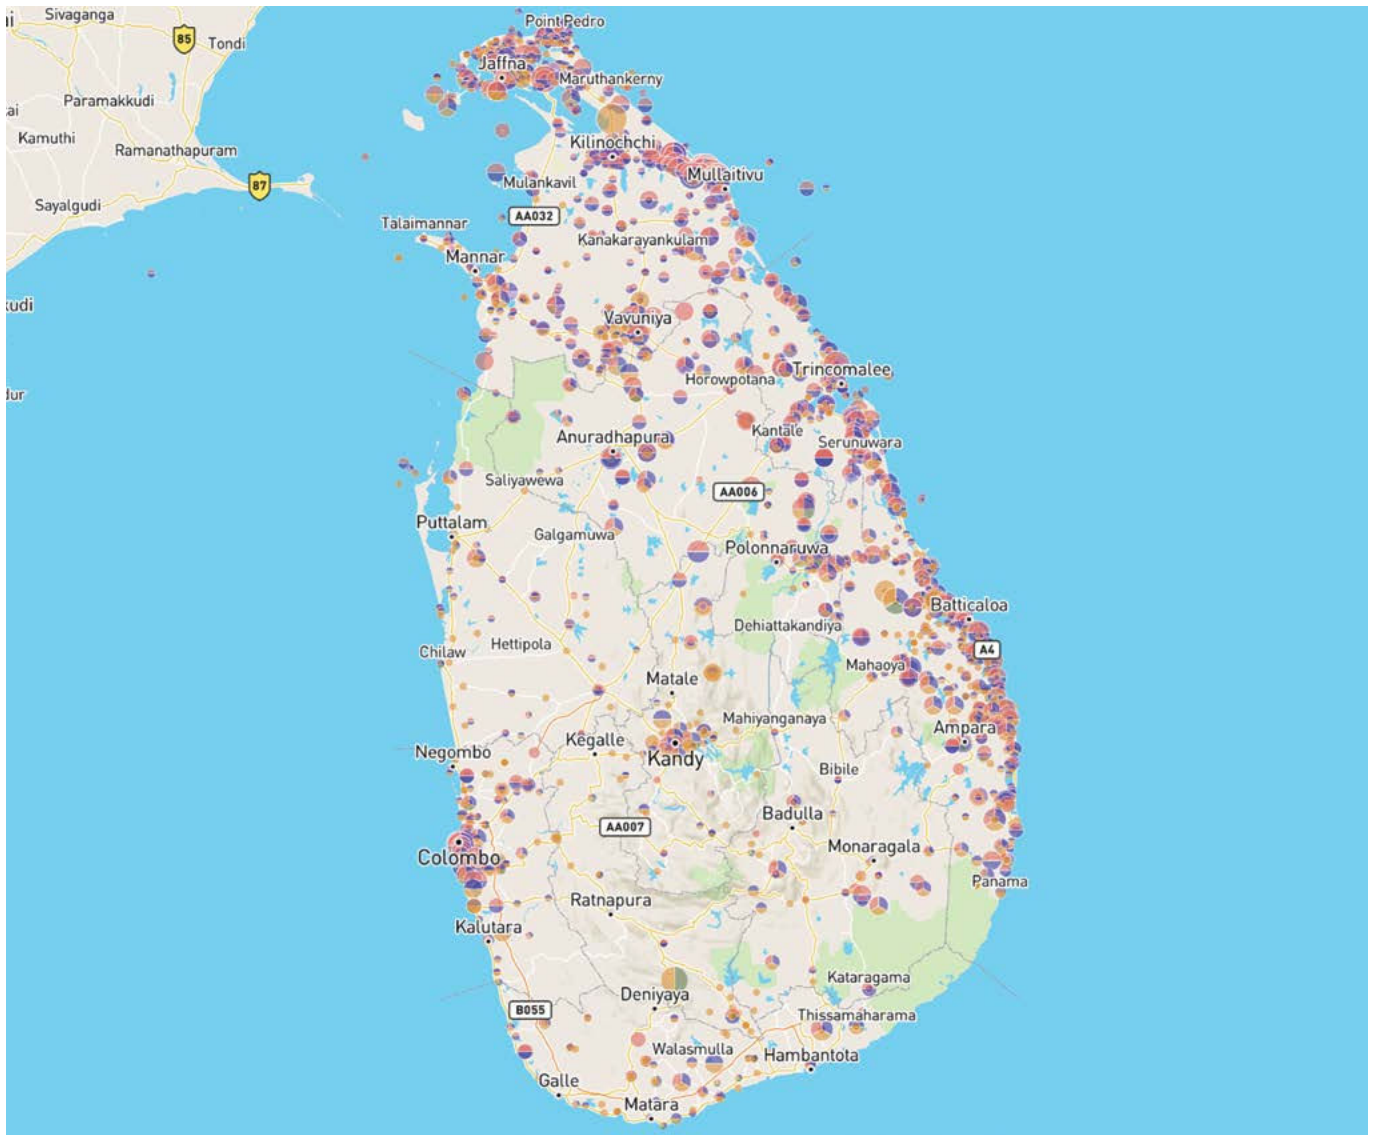 Sivaganga
Point Pedro
85
Tondi
Jaffna
Maruthankerny
Paramakkudi
Kamuthi
Kilinochchi
Ramanathapuram
Mullaitivu
87
Mulankavil
Sayalgudi
AA032
Talaimannar
Kanakarayankulam
Mannar
Vavuniya
Trincomalee
Horowpotana
Kantale
Anuradhapura
Serunuwara
Saliyawewa
AA006
Puttalam
Galgamuwa
Polonnaruwa
Batticaloa
Dehiattakandiya
Hettipola
A4
Chilaw
Mahaoya
Matale
Mahiyanganaya
Ampara
Kegalle
Negombo
Kandy
Bibile
Badulla
AA007
Monaragala
Colombo
Panama
Ratnapura
Kalutara
Kataragama
Deniyaya
B055
Thissamaharama
Walasmulla
Hambantota
Galle
Matara